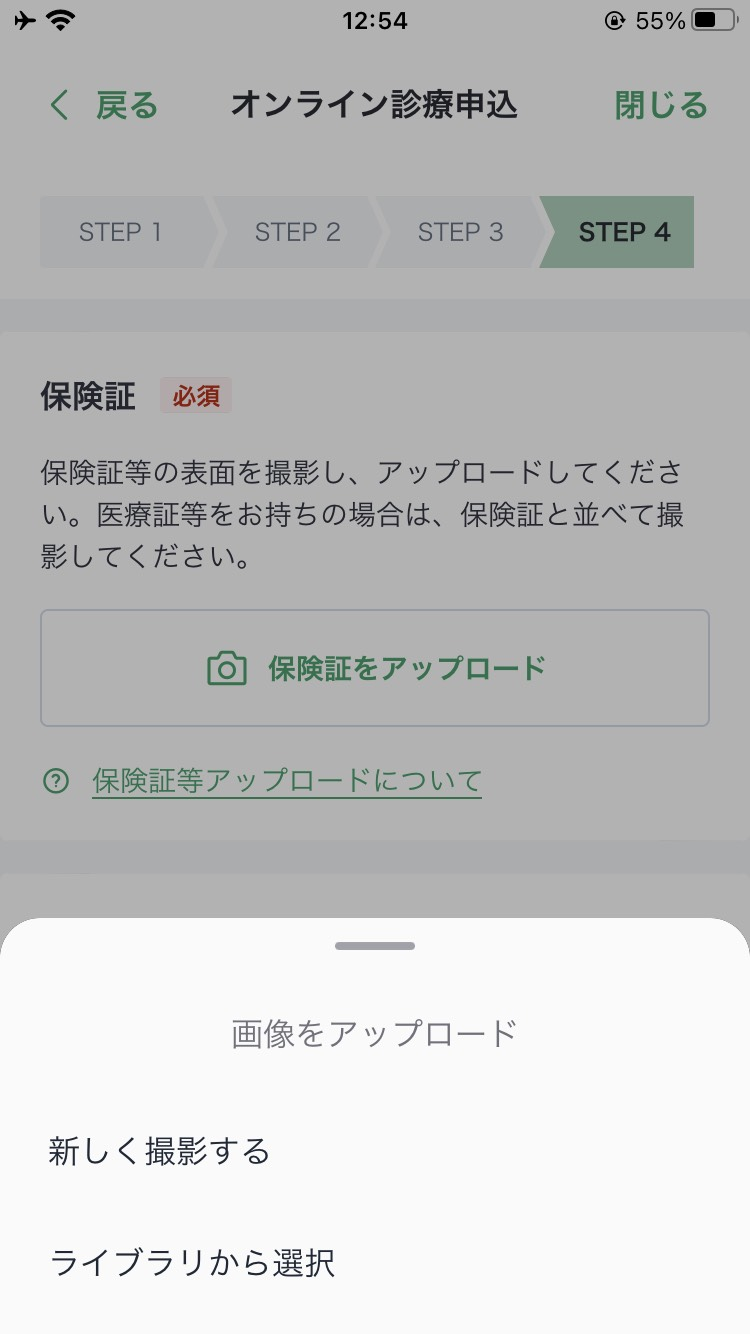 12:54
55%
戻る
オンライン診療申込
閉じる
STEP 1
STEP 2
STEP 3
STEP 4
保険証 必須
保険証等の表面を撮影し、アップロードしてくださ
い。医療証等をお持ちの場合は、保険証と並べて撮
影してください。
保険証をアップロード
保険証等アップロードについて
画像をアップロード
新しく撮影する
ライブラリから選択